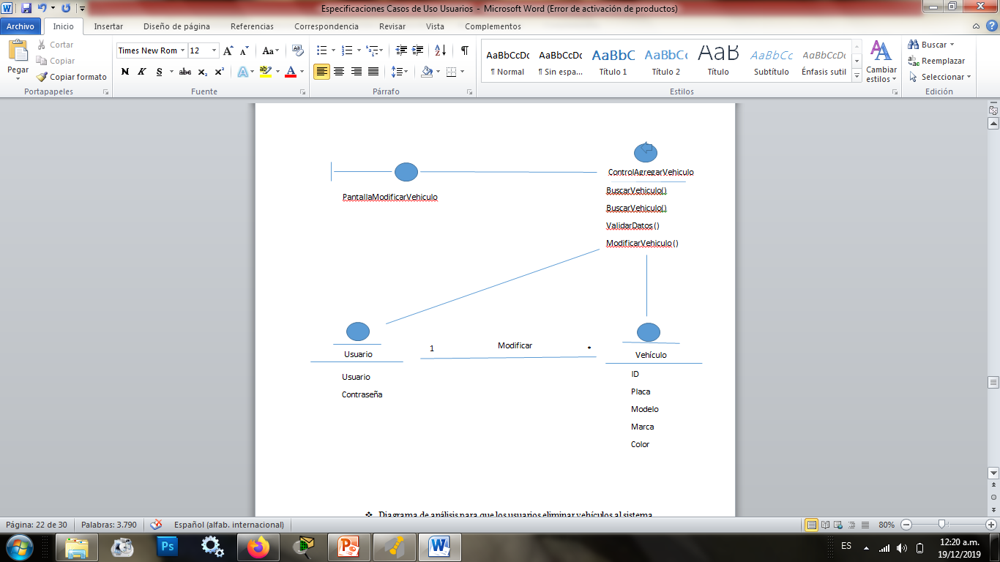 Especificaciones Casos de Uso Usuarios - Microsoft Word (Error de activación de productos)
Archivo Inicio Insertar Diseño de página Referencias Correspondencia Revisar Vista Complementos
Pegar
Cortar
Copiar
Copiar formato
Portapapeles
Times New Rom 12
N K S abc x₂ x²
Fuente
Párrafo
AaBbCcDc AaBbCcDc AaBbC AaBbCc AaB AaBbCc AaBbCcDc
¶ Normal ¶ Sin espa... Título 1 Título 2 Título Subtítulo Énfasis sutil
Cambiar
estilos
Estilos
Buscar
Reemplazar
Seleccionar
Edición
ControlAgregarVehiculo
PantallaModificarVehiculo
BuscarVehiculo()
BuscarVehiculo()
ValidarDatos()
ModificarVehiculo()
1 Modificar *
Usuario
Usuario
Contraseña
Vehículo
ID
Placa
Modelo
Marca
Color
❖ Diagrama de análisis para que los usuarios eliminar vehículos al sistema
Página: 22 de 30 Palabras: 3.790 Español (alfab. internacional) 80%
ES 12:20 a.m.
19/12/2019